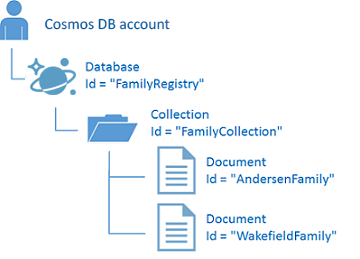 Cosmos DB account
Database
Id = "FamilyRegistry"
Collection
Id = "FamilyCollection"
Document
Id = "AndersenFamily"
Document
Id = "WakefieldFamily"